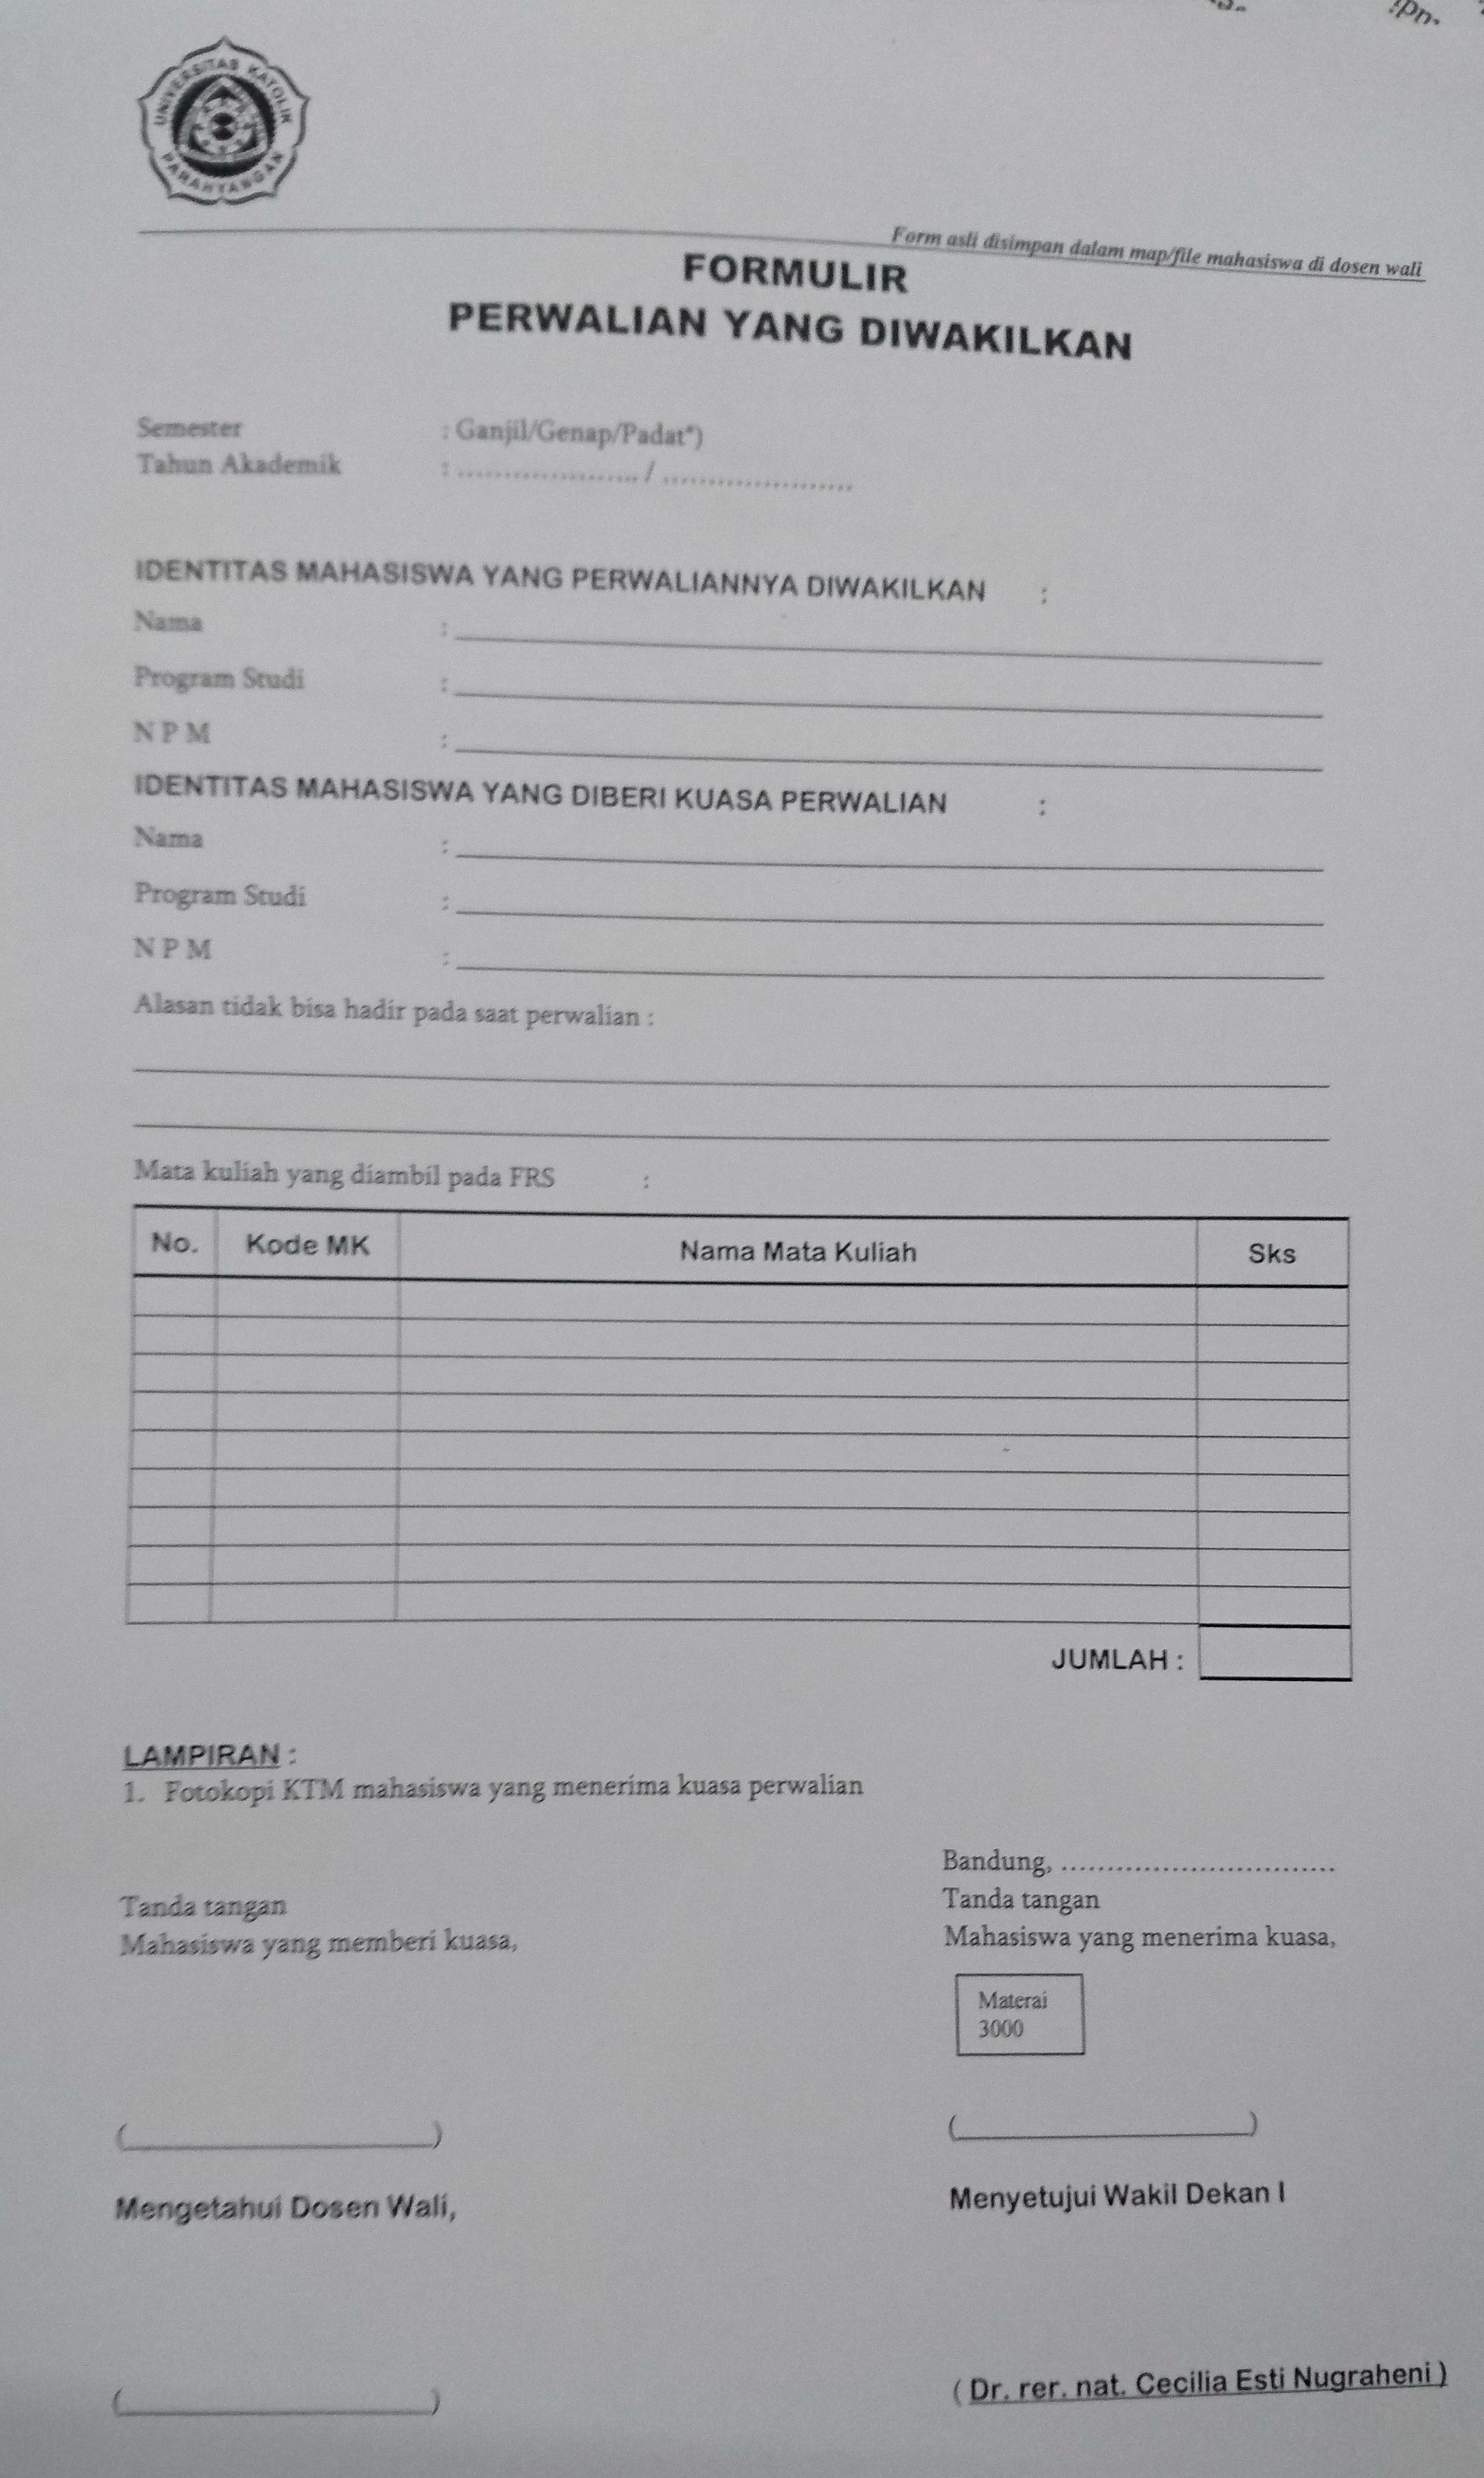 UNIVERSITAS KATOLIK
PARAHYANGAN
Form asli disimpan dalam map/file mahasiswa di dosen wali
FORMULIR
PERWALIAN YANG DIWAKILKAN
Semester : Ganjil/Genap/Padat*)
Tahun Akademik : .................... / .....................
IDENTITAS MAHASISWA YANG PERWALIANNYA DIWAKILKAN :
Nama :
Program Studi :
N P M :
IDENTITAS MAHASISWA YANG DIBERI KUASA PERWALIAN :
Nama :
Program Studi :
N P M :
Alasan tidak bisa hadir pada saat perwalian :
Mata kuliah yang diambil pada FRS :
No. Kode MK Nama Mata Kuliah Sks
JUMLAH :
LAMPIRAN :
1. Fotokopi KTM mahasiswa yang menerima kuasa perwalian
Bandung, ..............................
Tanda tangan
Mahasiswa yang memberi kuasa,
Tanda tangan
Mahasiswa yang menerima kuasa,
Materai
3000
(____________________)
(____________________)
Mengetahui Dosen Wali,
Menyetujui Wakil Dekan I
(____________________)
( Dr. rer. nat. Cecilia Esti Nugraheni )